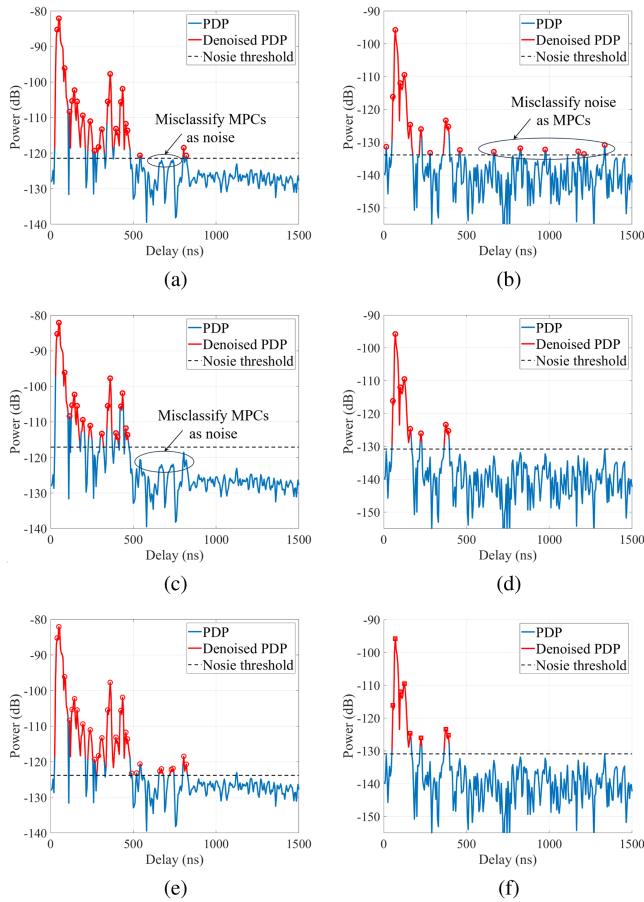 -80
-90
-100
-110
-120
-130
-140
Power (dB)
PDP
Denoised PDP
Nosie threshold
Misclassify MPCs
as noise
0
500
1000
1500
Delay (ns)
(a)
-90
-100
-110
-120
-130
-140
-150
Power (dB)
PDP
Denoised PDP
Nosie threshold
Misclassify noise
as MPCs
0
500
1000
1500
Delay (ns)
(b)
-80
-90
-100
-110
-120
-130
-140
Power (dB)
PDP
Denoised PDP
Nosie threshold
Misclassify MPCs
as noise
0
500
1000
1500
Delay (ns)
(c)
-90
-100
-110
-120
-130
-140
-150
Power (dB)
PDP
Denoised PDP
Nosie threshold
0
500
1000
1500
Delay (ns)
(d)
-80
-90
-100
-110
-120
-130
-140
Power (dB)
PDP
Denoised PDP
Nosie threshold
0
500
1000
1500
Delay (ns)
(e)
-90
-100
-110
-120
-130
-140
-150
Power (dB)
PDP
Denoised PDP
Nosie threshold
0
500
1000
1500
Delay (ns)
(f)